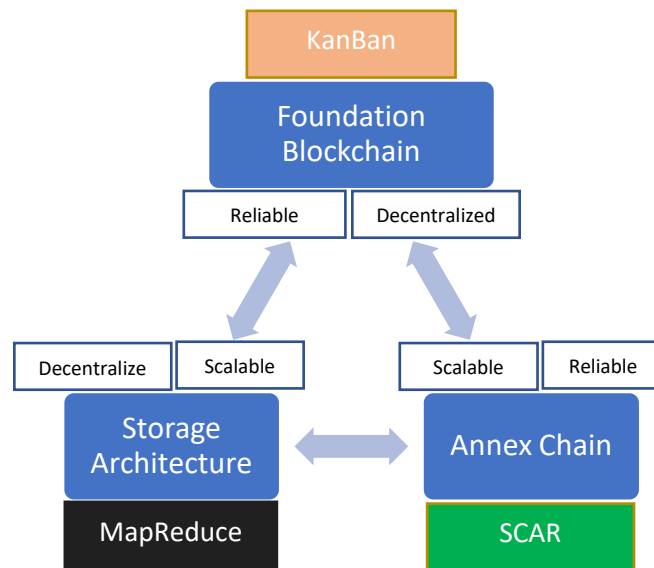 KanBan
Foundation
Blockchain
Reliable
Decentralized
Decentralize
Scalable
Scalable
Reliable
Storage
Architecture
Annex Chain
MapReduce
SCAR